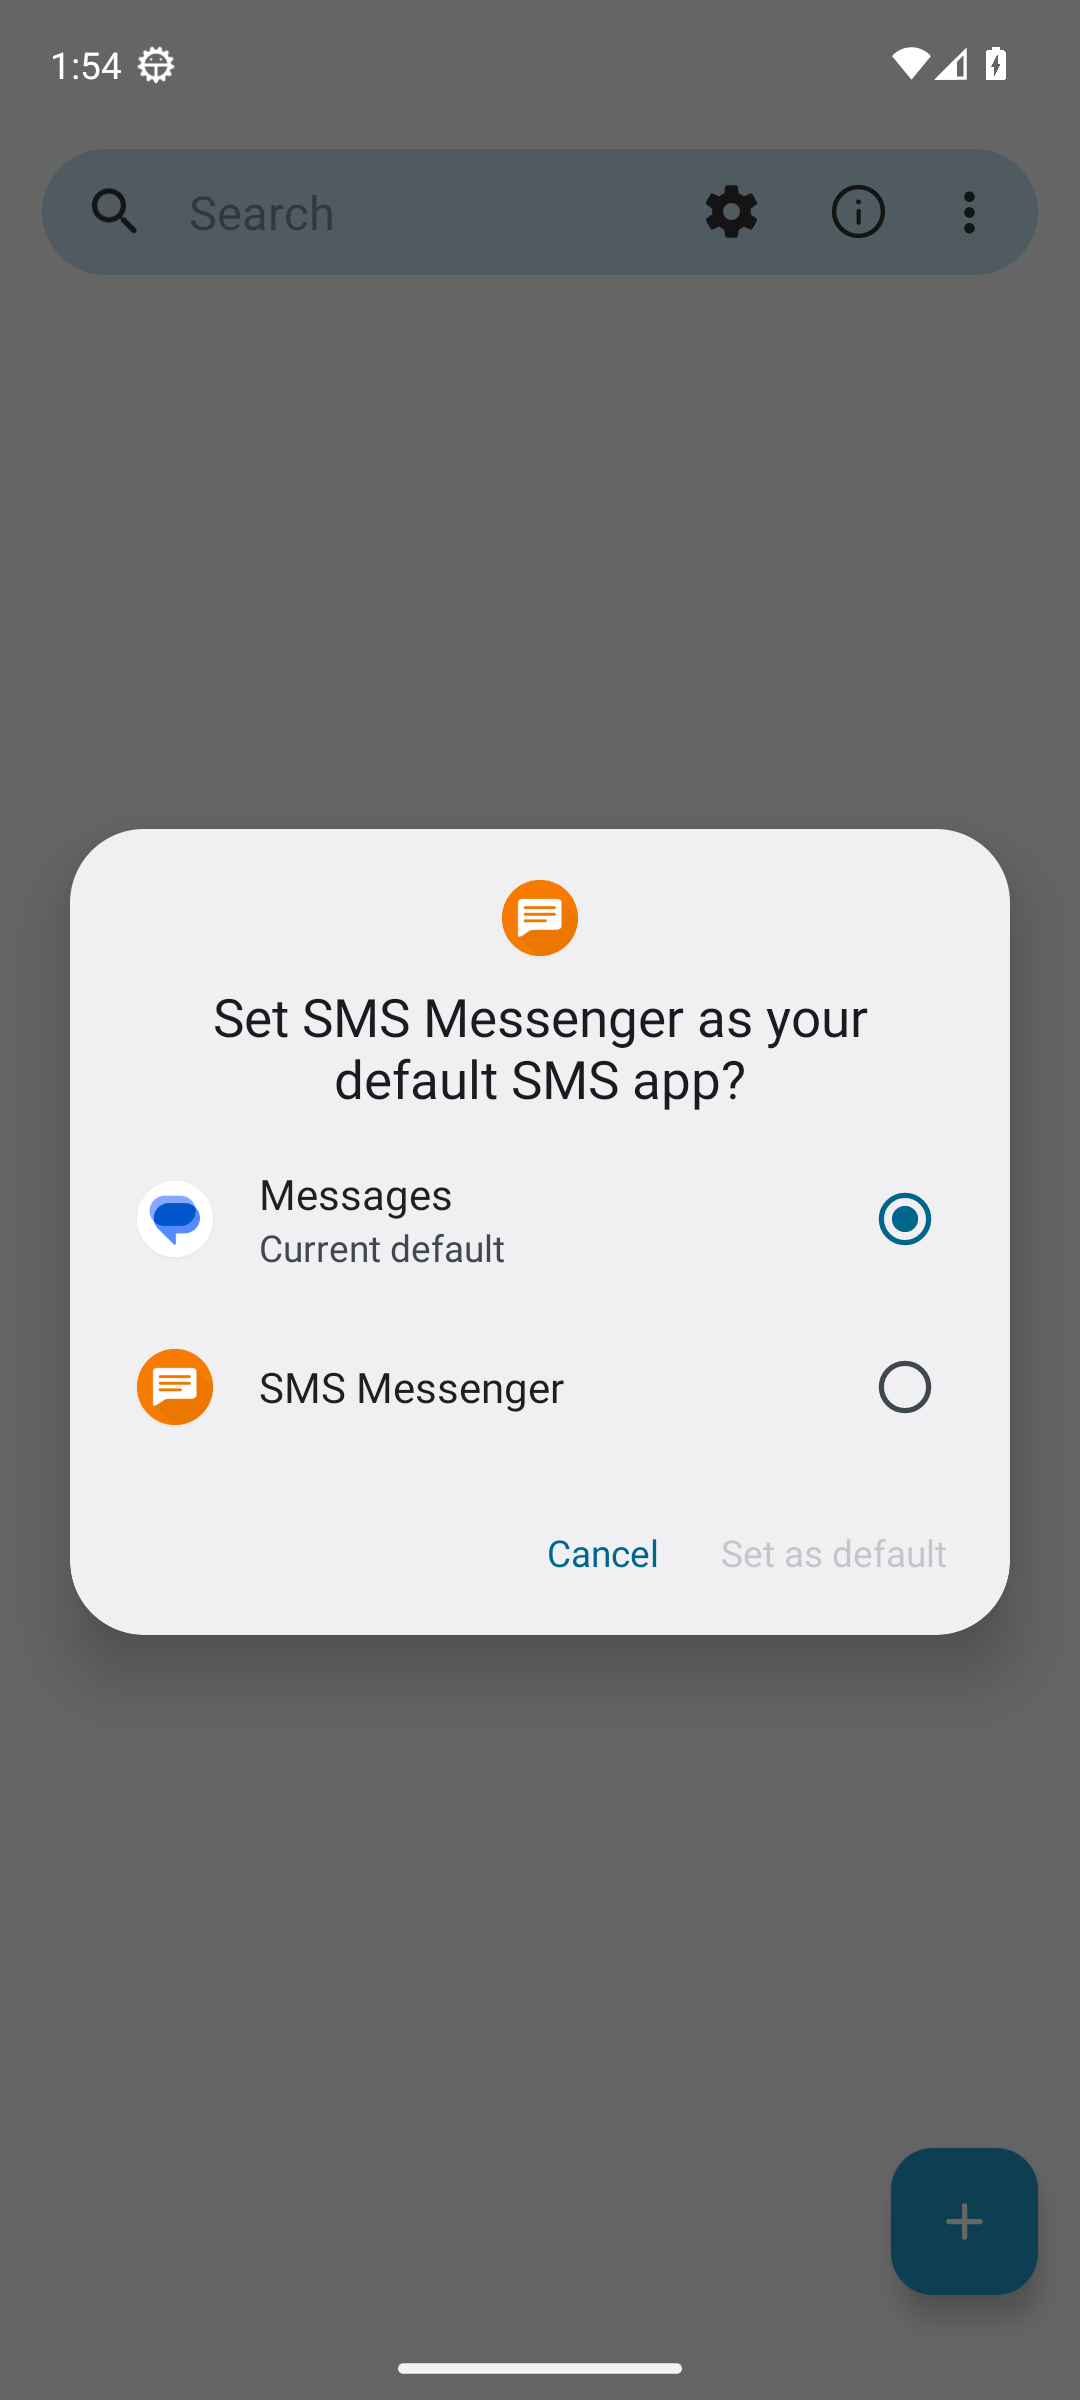 1:54
Search
Set SMS Messenger as your
default SMS app?
Messages
Current default
SMS Messenger
Cancel
Set as default